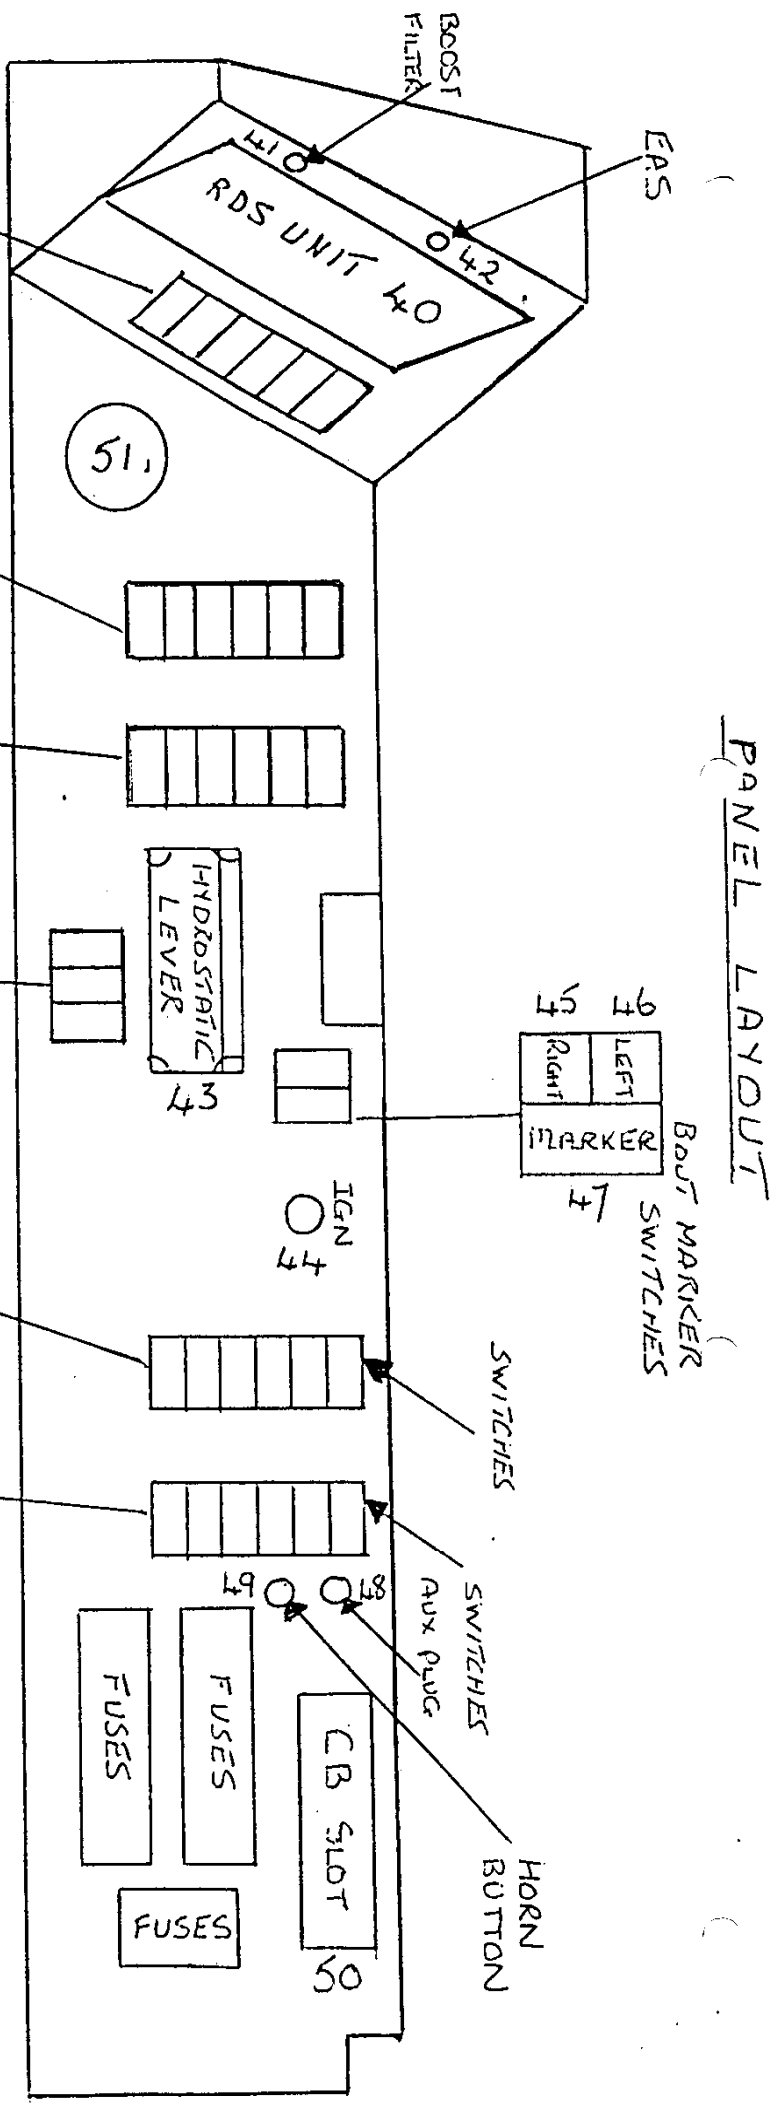 PANEL LAYOUT
BOOST
FILTER
EAS
41
42
RDS UNIT 40
51.
HYDROSTATIC
LEVER
43
45
46
RIGHT
LEFT
MARKER
47
BOUT MARKER
SWITCHES
IGN
44
SWITCHES
SWITCHES
AUX PLUG
48
49
HORN
BUTTON
FUSES
FUSES
FUSES
CB SLOT
50